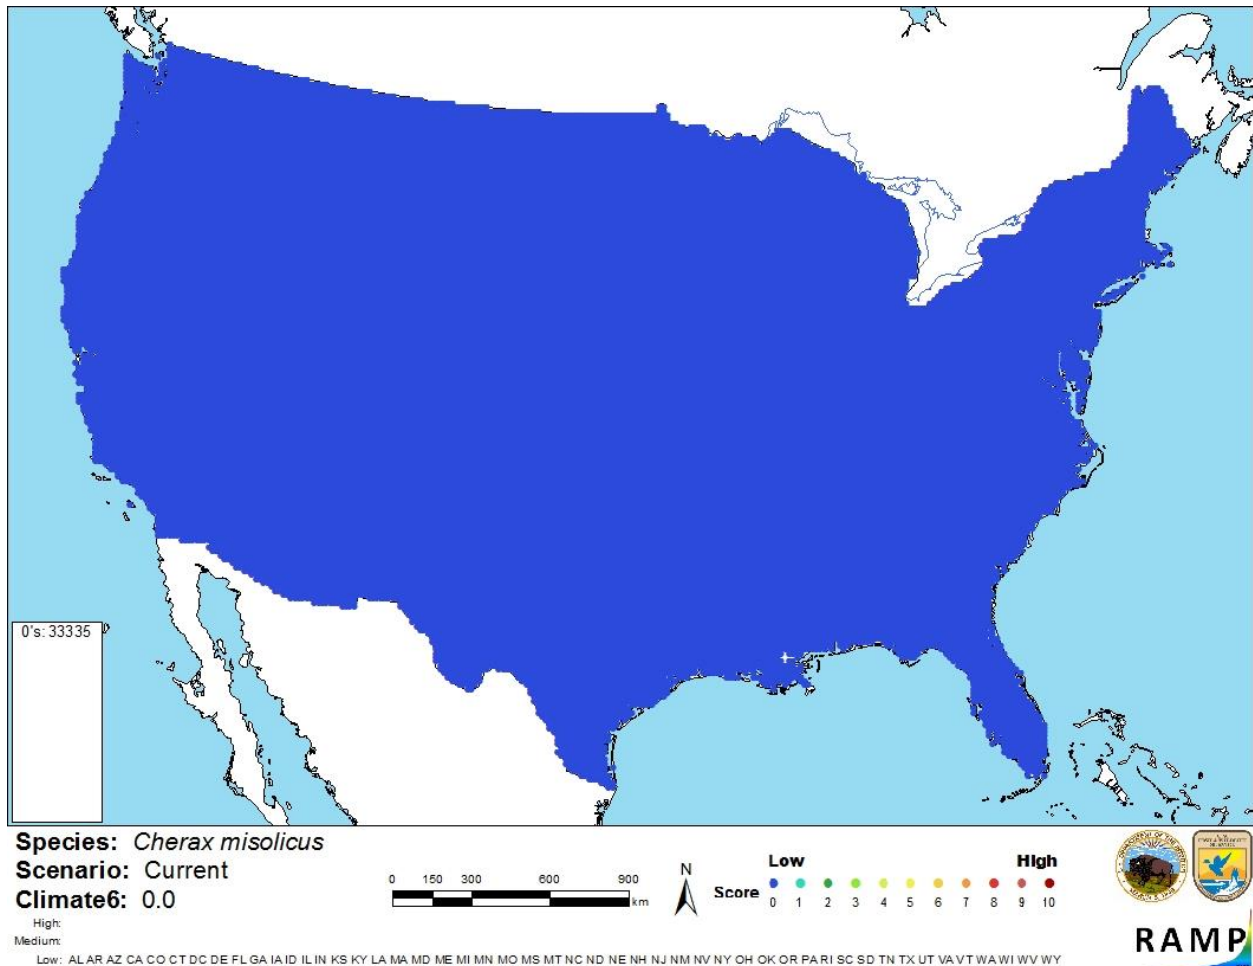 0's: 33335
Species: Cherax misolicus
Scenario: Current
Climate6: 0.0
High:
Medium:
Low: AL AR AZ CA CO CT DC DE FL GA IA ID IL IN KS KY LA MA MD ME MI MN MO MS MT NC ND NE NH NJ NM NV NY OH OK OR PA RI SC SD TN TX UT VA VT WA WI WV WY
0 150 300 600 900
km
N
Low High
Score
0 1 2 3 4 5 6 7 8 9 10
RAMP